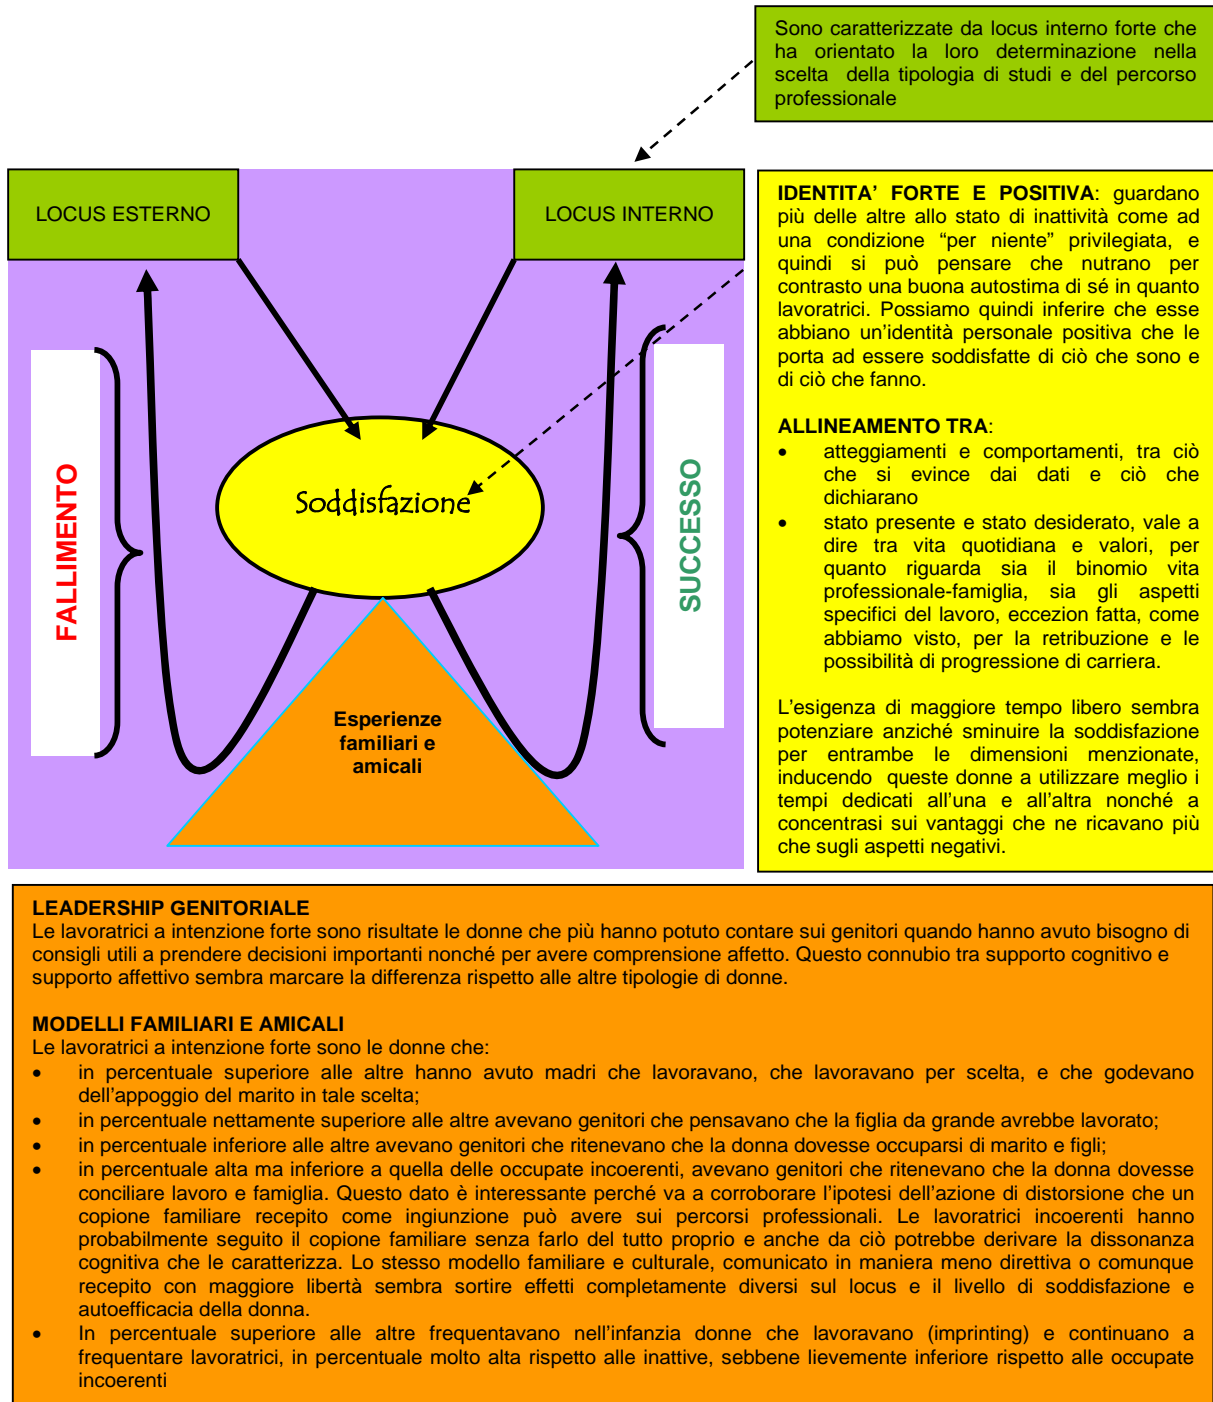 Sono caratterizzate da locus interno forte che
ha orientato la loro determinazione nella
scelta della tipologia di studi e del percorso
professionale
LOCUS ESTERNO
LOCUS INTERNO
FALLIMENTO
Soddisfazione
SUCCESSO
Esperienze
familiari e
amicali
IDENTITA’ FORTE E POSITIVA: guardano
più delle altre allo stato di inattività come ad
una condizione “per niente” privilegiata, e
quindi si può pensare che nutrano per
contrasto una buona autostima di sé in quanto
lavoratrici. Possiamo quindi inferire che esse
abbiano un’identità personale positiva che le
porta ad essere soddisfatte di ciò che sono e
di ciò che fanno.
ALLINEAMENTO TRA:
• atteggiamenti e comportamenti, tra ciò
che si evince dai dati e ciò che
dichiarano
• stato presente e stato desiderato, vale a
dire tra vita quotidiana e valori, per
quanto riguarda sia il binomio vita
professionale-famiglia, sia gli aspetti
specifici del lavoro, eccezion fatta, come
abbiamo visto, per la retribuzione e le
possibilità di progressione di carriera.
L’esigenza di maggiore tempo libero sembra
potenziare anziché sminuire la soddisfazione
per entrambe le dimensioni menzionate,
inducendo queste donne a utilizzare meglio i
tempi dedicati all’una e all’altra nonché a
concentrasi sui vantaggi che ne ricavano più
che sugli aspetti negativi.
LEADERSHIP GENITORIALE
Le lavoratrici a intenzione forte sono risultate le donne che più hanno potuto contare sui genitori quando hanno avuto bisogno di
consigli utili a prendere decisioni importanti nonché per avere comprensione affetto. Questo connubio tra supporto cognitivo e
supporto affettivo sembra marcare la differenza rispetto alle altre tipologie di donne.
MODELLI FAMILIARI E AMICALI
Le lavoratrici a intenzione forte sono le donne che:
• in percentuale superiore alle altre hanno avuto madri che lavoravano, che lavoravano per scelta, e che godevano
dell’appoggio del marito in tale scelta;
• in percentuale nettamente superiore alle altre avevano genitori che pensavano che la figlia da grande avrebbe lavorato;
• in percentuale inferiore alle altre avevano genitori che ritenevano che la donna dovesse occuparsi di marito e figli;
• in percentuale alta ma inferiore a quella delle occupate incoerenti, avevano genitori che ritenevano che la donna dovesse
conciliare lavoro e famiglia. Questo dato è interessante perché va a corroborare l’ipotesi dell’azione di distorsione che un
copione familiare recepito come ingiunzione può avere sui percorsi professionali. Le lavoratrici incoerenti hanno
probabilmente seguito il copione familiare senza farlo del tutto proprio e anche da ciò potrebbe derivare la dissonanza
cognitiva che le caratterizza. Lo stesso modello familiare e culturale, comunicato in maniera meno direttiva o comunque
recepito con maggiore libertà sembra sortire effetti completamente diversi sul locus e il livello di soddisfazione e
autoefficacia della donna.
• In percentuale superiore alle altre frequentavano nell’infanzia donne che lavoravano (imprinting) e continuano a
frequentare lavoratrici, in percentuale molto alta rispetto alle inattive, sebbene lievemente inferiore rispetto alle occupate
incoerenti